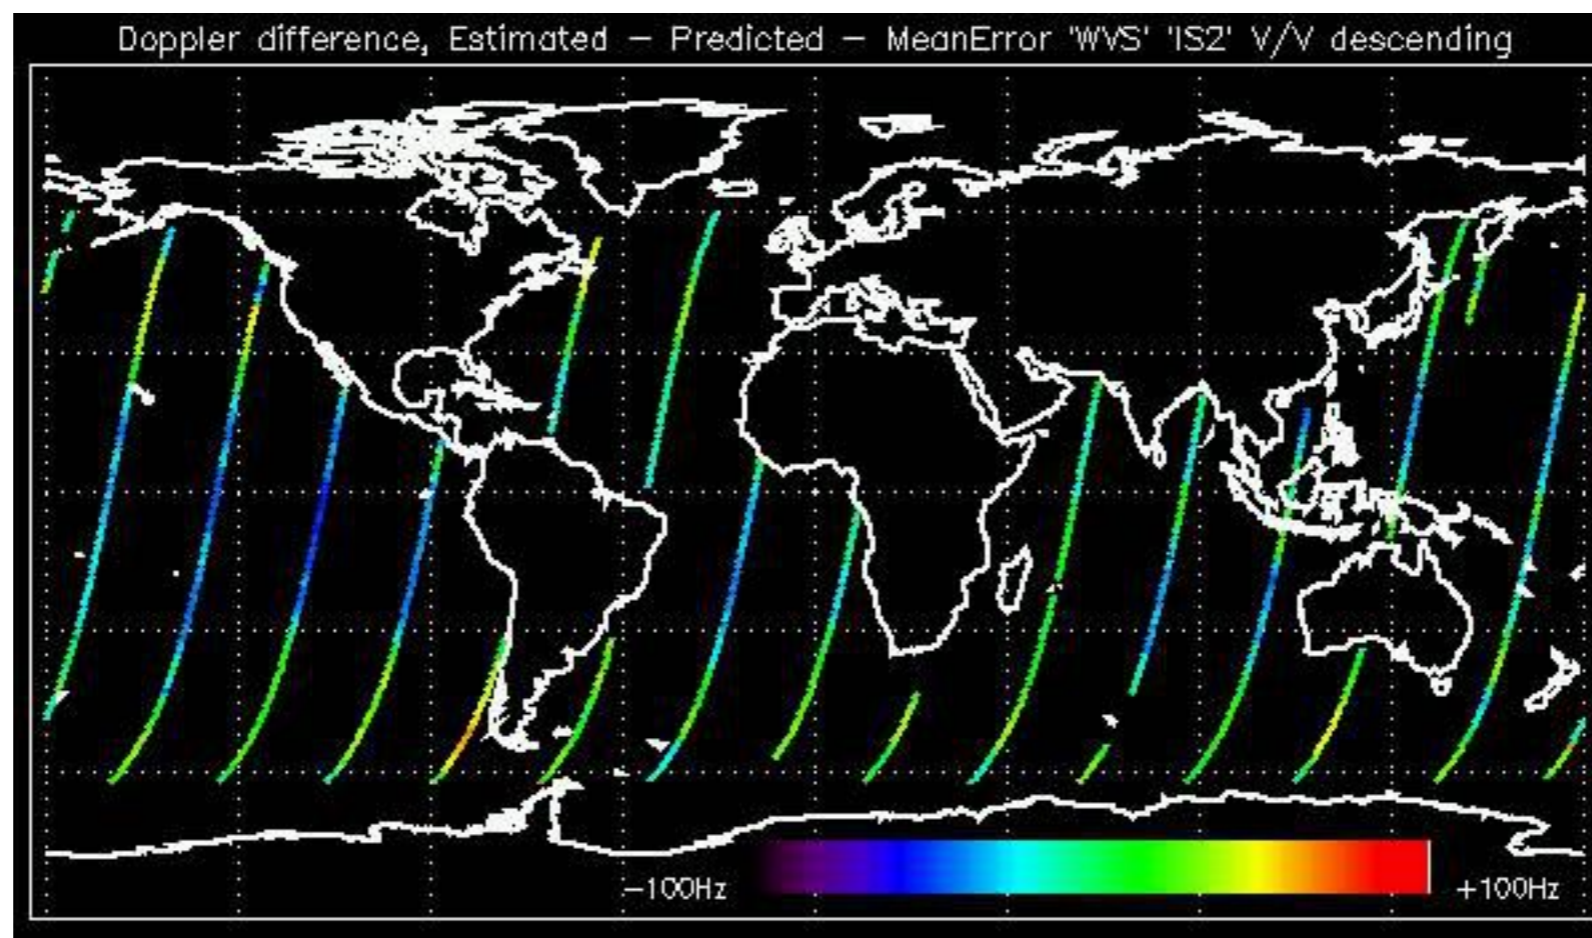 Doppler difference, Estimated – Predicted – MeanError 'WVS' 'IS2' V/V descending
–100Hz +100Hz